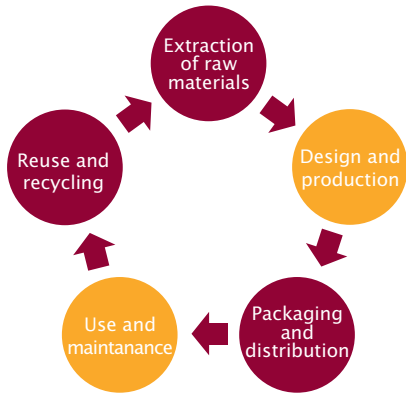 Extraction
of raw
materials
Design and
production
Packaging
and
distribution
Use and
maintanance
Reuse and
recycling